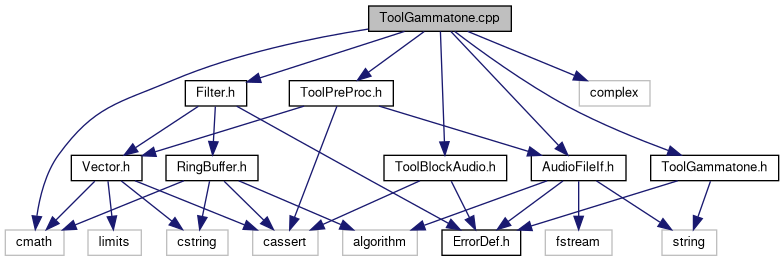 ToolGammatone.cpp
Filter.h
ToolPreProc.h
complex
Vector.h
RingBuffer.h
ToolBlockAudio.h
AudioFileIf.h
ToolGammatone.h
cmath
limits
cstring
cassert
algorithm
ErrorDef.h
fstream
string